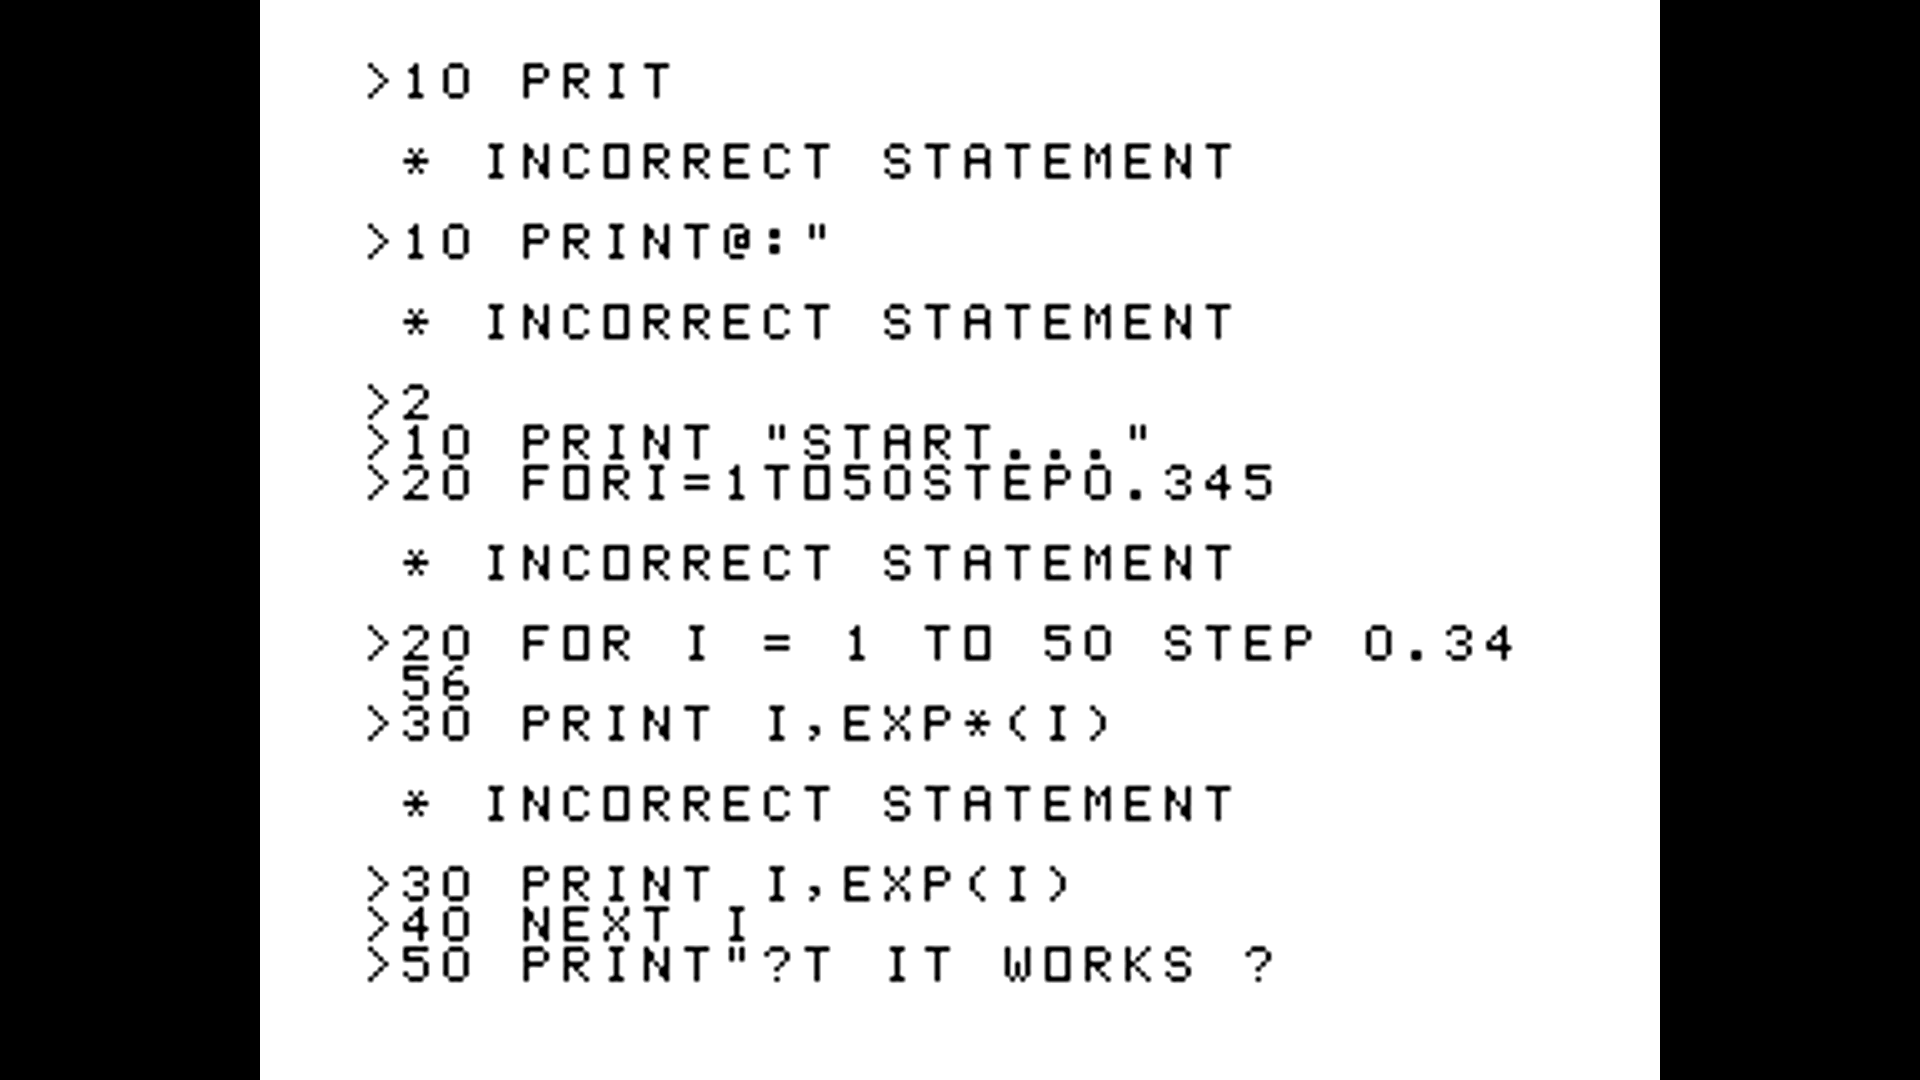 >10 PRIT
* INCORRECT STATEMENT
>10 PRINT@:"
* INCORRECT STATEMENT
>2
>10 PRINT "START..."
>20 FORI=1TO50STEP0.345
* INCORRECT STATEMENT
>20 FOR I = 1 TO 50 STEP 0.34
56
>30 PRINT I,EXP*(I)
* INCORRECT STATEMENT
>30 PRINT I,EXP(I)
>40 NEXT I
>50 PRINT"?T IT WORKS ?